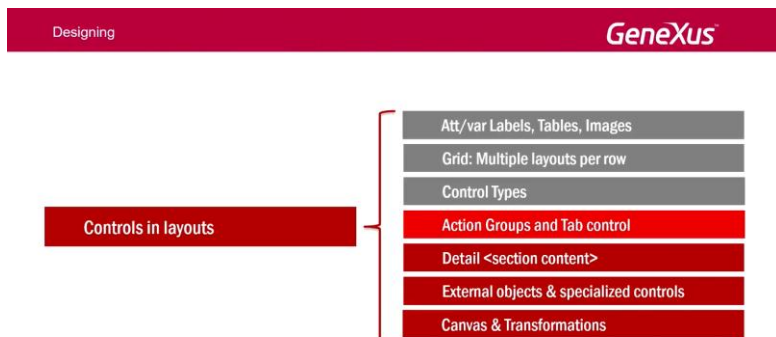 Designing
GeneXus
Att/var Labels, Tables, Images
Grid: Multiple layouts per row
Control Types
Controls in layouts
Action Groups and Tab control
Detail <section content>
External objects & specialized controls
Canvas & Transformations